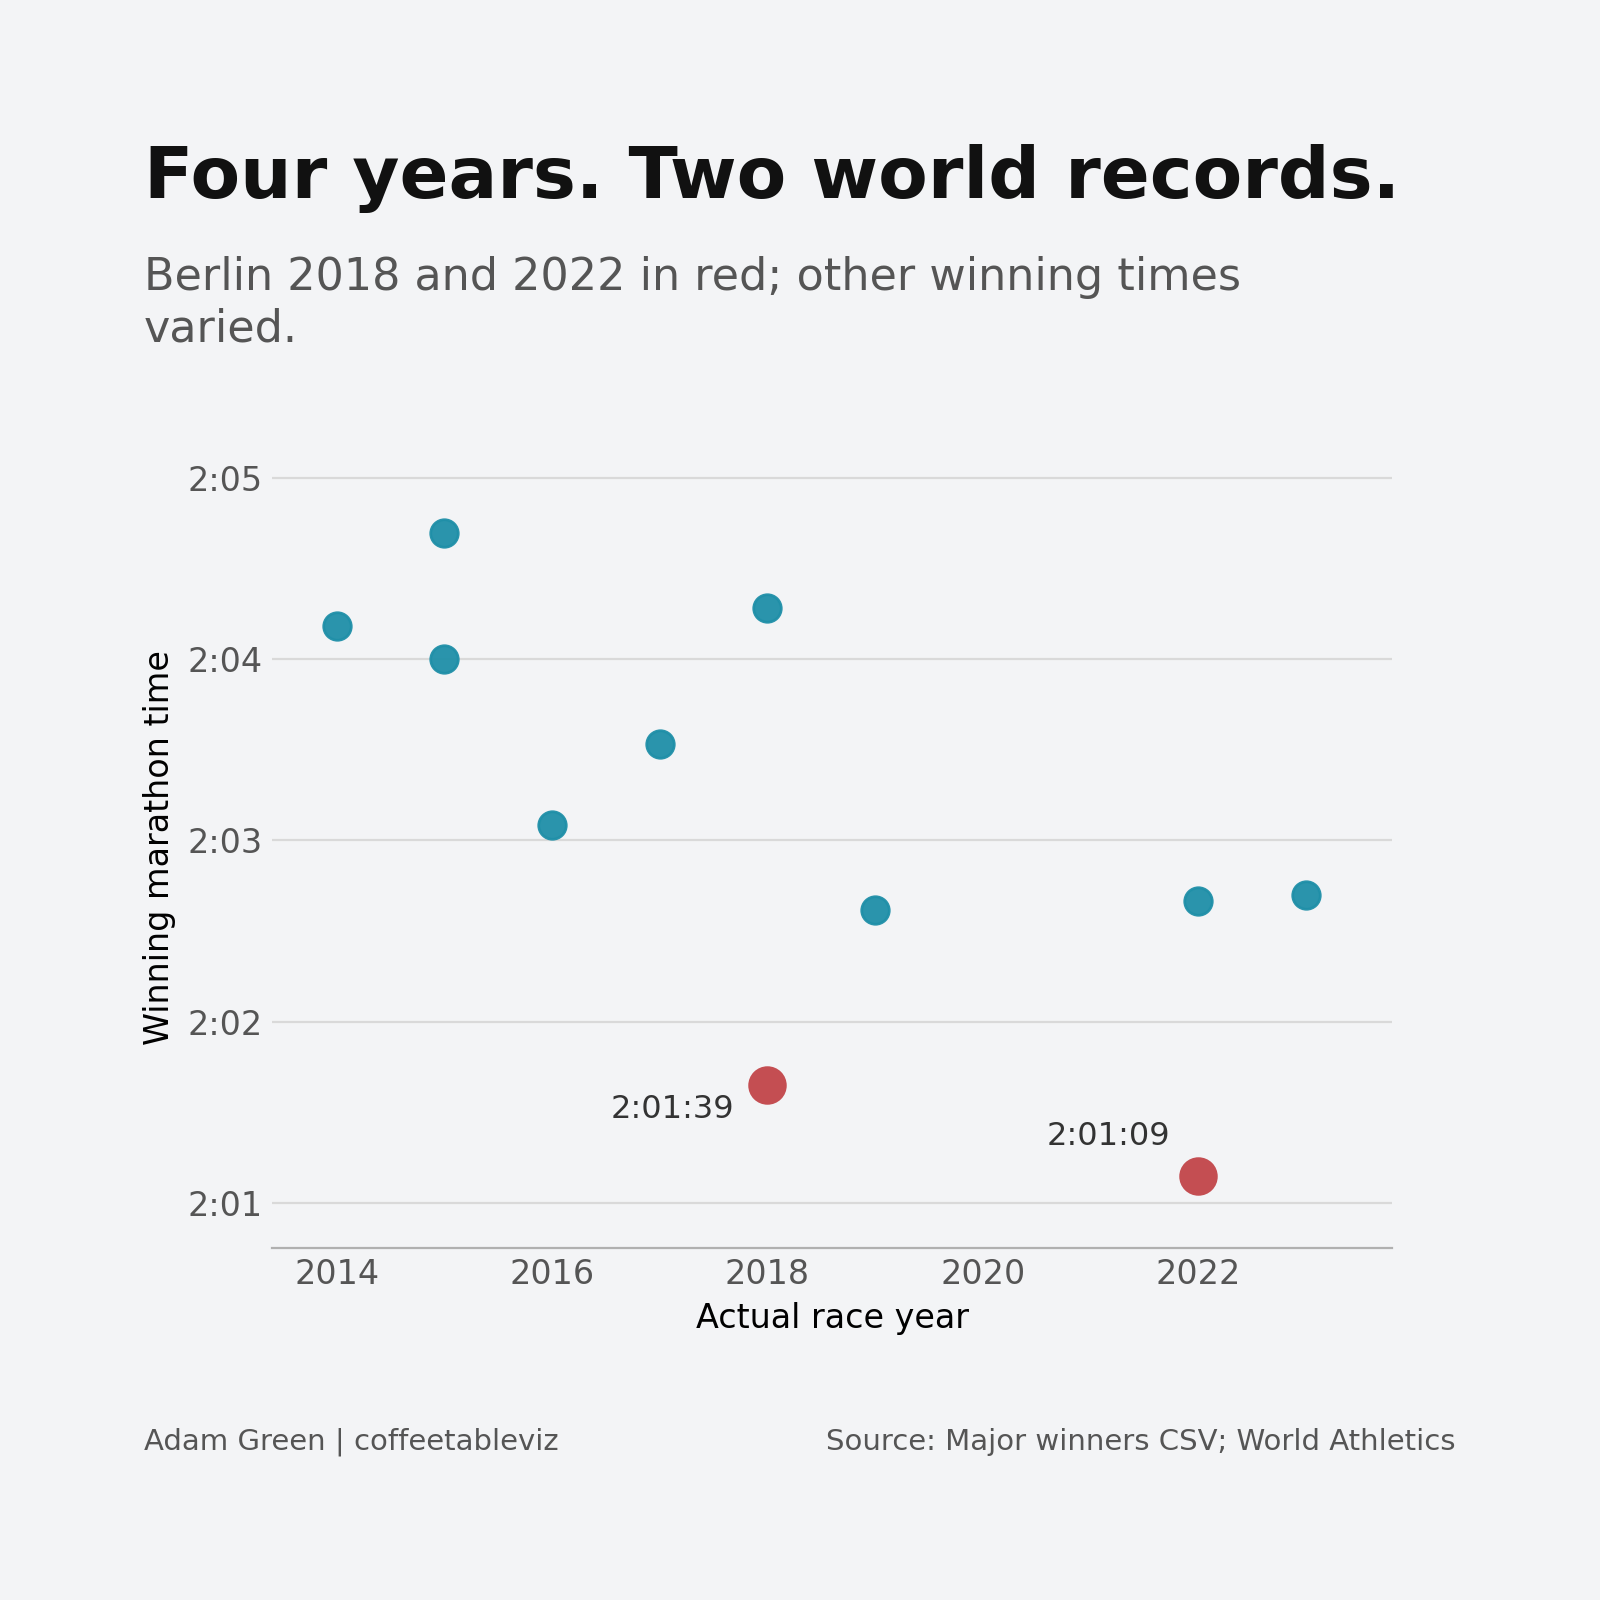 Four years. Two world records.
Berlin 2018 and 2022 in red; other winning times
varied.
2:05
2:04
2:03
2:02
2:01
Winning marathon time
2:01:39
2:01:09
2014
2016
2018
2020
2022
Actual race year
Adam Green | coffeetableviz
Source: Major winners CSV; World Athletics